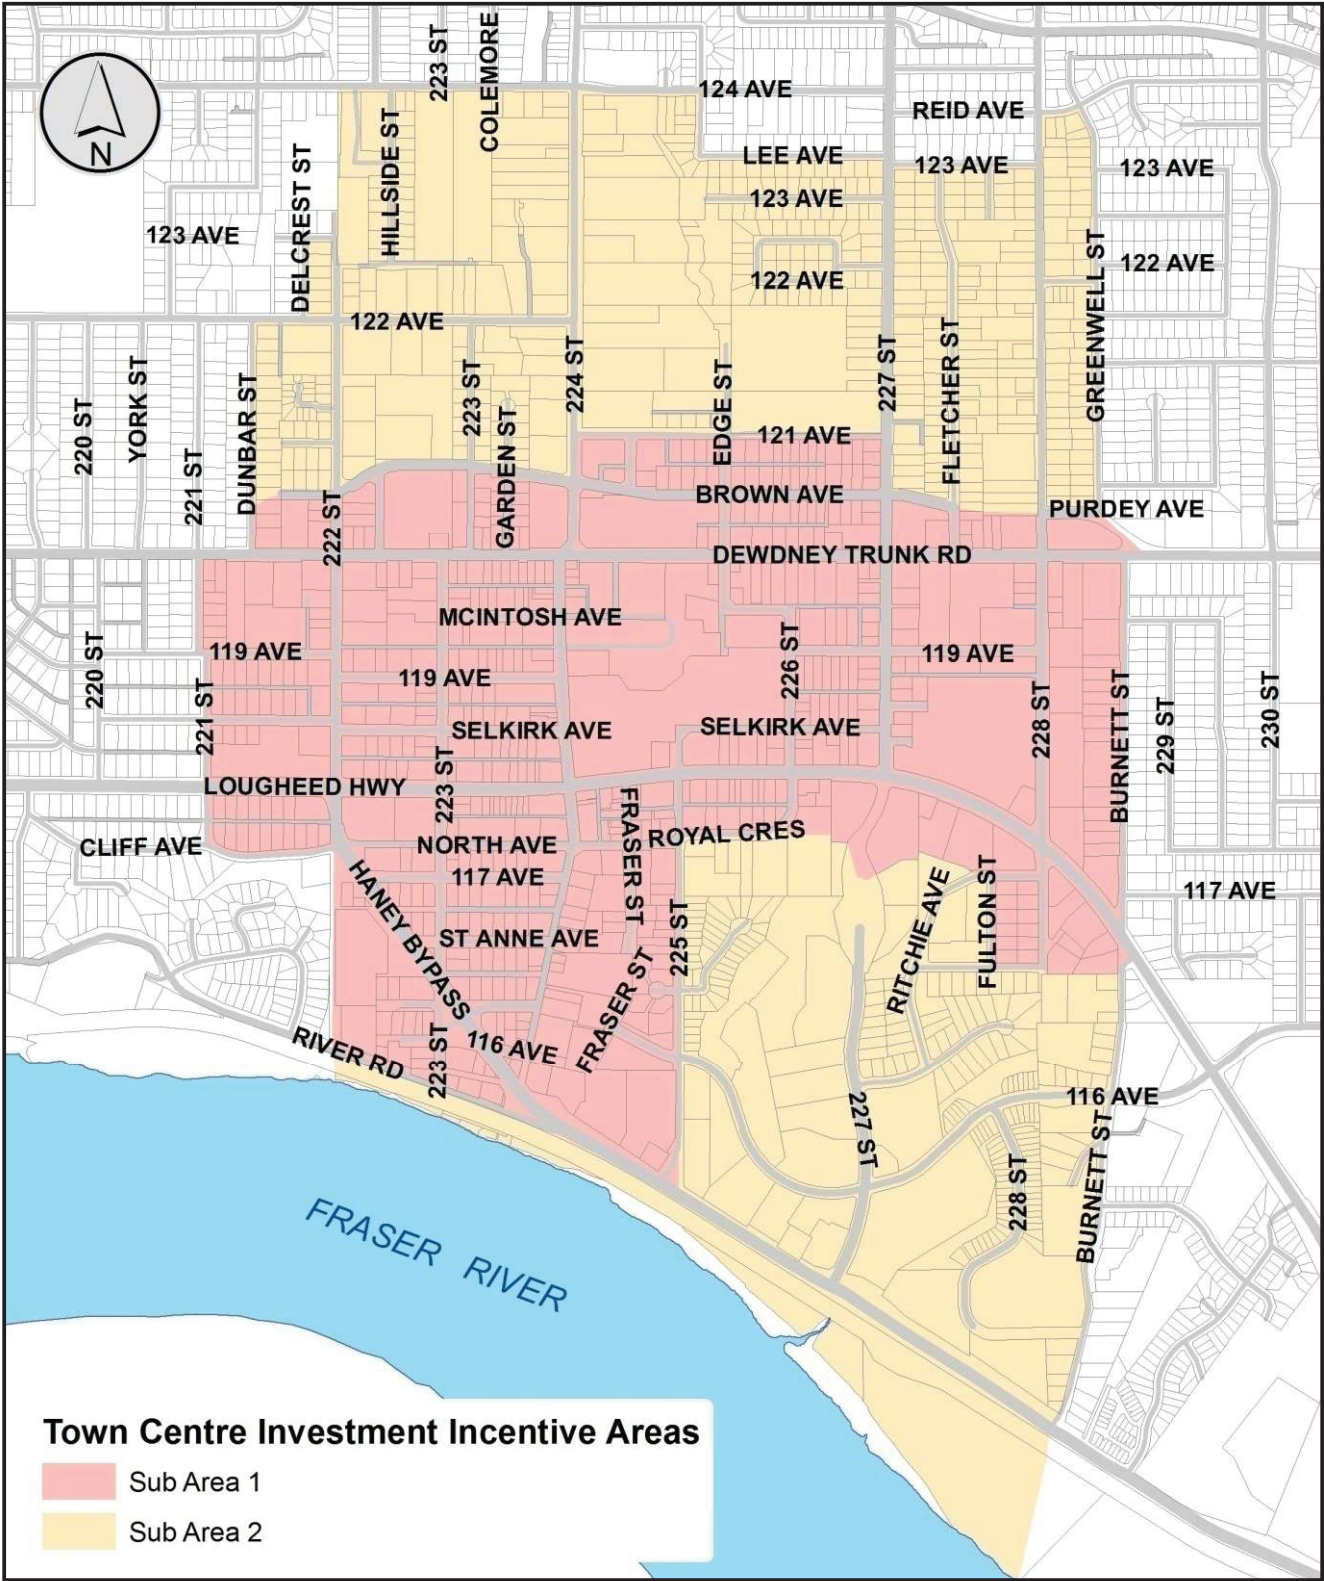 223 ST
COLEMORE
124 AVE
REID AVE
N
HILLSIDE ST
DELCREST ST
LEE AVE
123 AVE
123 AVE
123 AVE
123 AVE
122 AVE
122 AVE
GREENWELL ST
122 AVE
220 ST
YORK ST
221 ST
DUNBAR ST
222 ST
223 ST
GARDEN ST
224 ST
EDGE ST
227 ST
FLETCHER ST
121 AVE
BROWN AVE
PURDEY AVE
DEWDNEY TRUNK RD
MCINTOSH AVE
220 ST
119 AVE
119 AVE
226 ST
119 AVE
221 ST
SELKIRK AVE
SELKIRK AVE
228 ST
BURNETT ST
229 ST
230 ST
LOUGHEED HWY
223 ST
FRASER ST
CLIFF AVE
NORTH AVE
ROYAL CRES
117 AVE
117 AVE
HANEY BYPASS
ST ANNE AVE
225 ST
RITCHIE AVE
FULTON ST
FRASER ST
RIVER RD
223 ST
116 AVE
116 AVE
227 ST
228 ST
BURNETT ST
FRASER RIVER
Town Centre Investment Incentive Areas
Sub Area 1
Sub Area 2